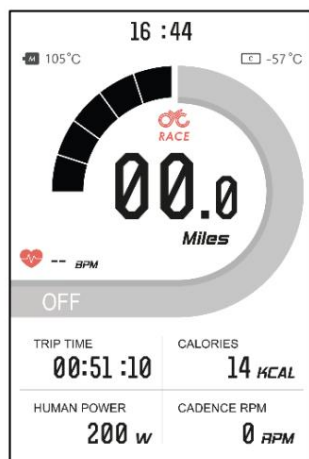 16 :44
M 105°C
C -57°C
RACE
00.0
Miles
-- BPM
OFF
TRIP TIME
00:51 :10
CALORIES
14 KCAL
HUMAN POWER
200 W
CADENCE RPM
0 RPM